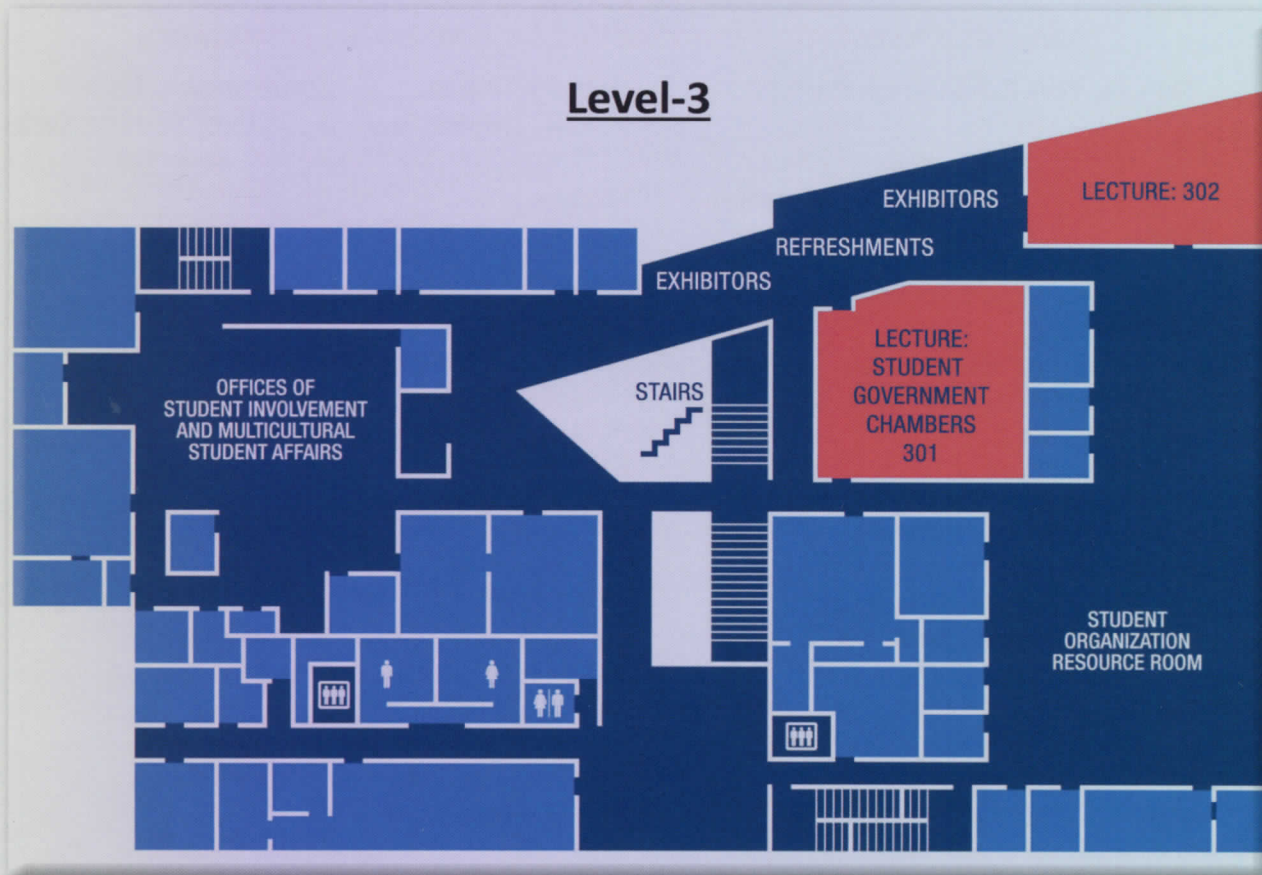 Level-3
LECTURE: 302
EXHIBITORS
REFRESHMENTS
EXHIBITORS
LECTURE:
STUDENT
GOVERNMENT
CHAMBERS
301
STAIRS
OFFICES OF
STUDENT INVOLVEMENT
AND MULTICULTURAL
STUDENT AFFAIRS
STUDENT
ORGANIZATION
RESOURCE ROOM